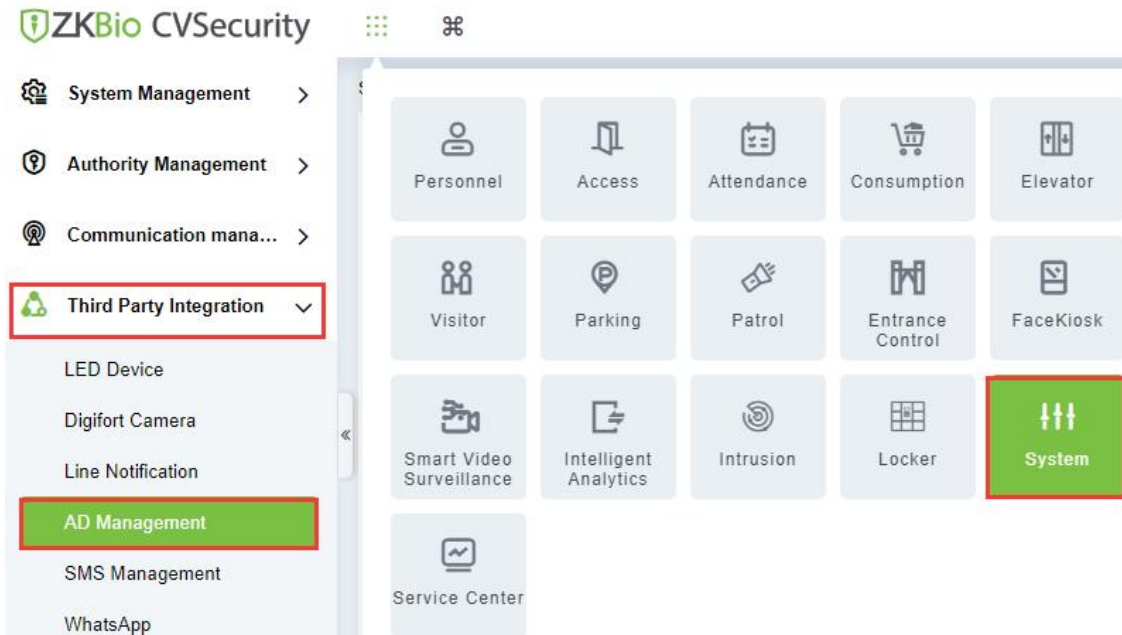 ZKBio CVSecurity
System Management
Authority Management
Communication mana...
Third Party Integration
LED Device
Digifort Camera
Line Notification
AD Management
SMS Management
WhatsApp
Personnel
Access
Attendance
Consumption
Elevator
Visitor
Parking
Patrol
Entrance
Control
FaceKiosk
Smart Video
Surveillance
Intelligent
Analytics
Intrusion
Locker
System
Service Center